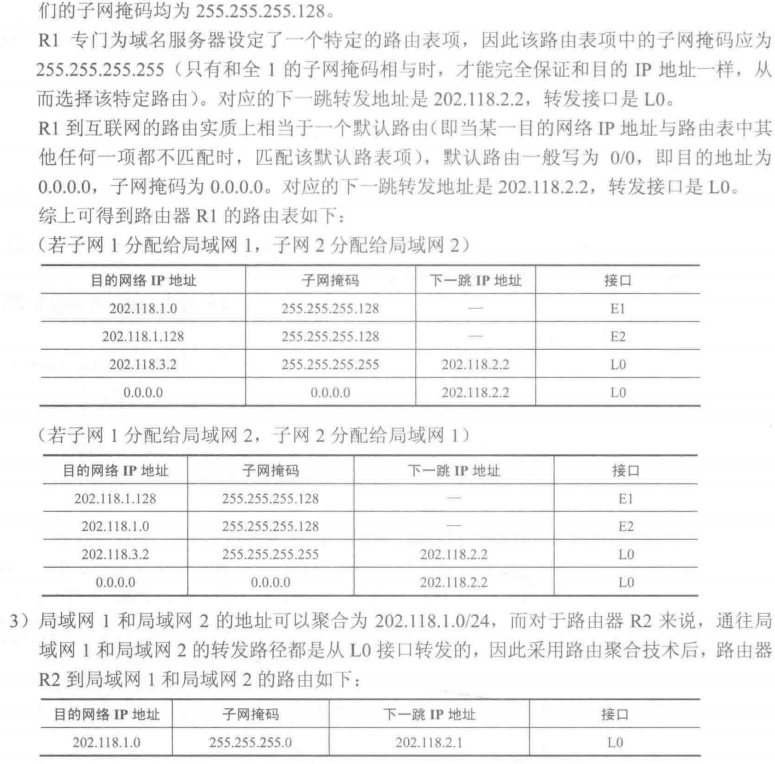 们的子网掩码均为 255.255.255.128。
R1 专门为域名服务器设定了一个特定的路由表项，因此该路由表项中的子网掩码应为
255.255.255.255（只有和全 1 的子网掩码相与时，才能完全保证和目的 IP 地址一样，从
而选择该特定路由）。对应的下一跳转发地址是 202.118.2.2，转发接口是 L0。
R1 到互联网的路由实质上相当于一个默认路由（即当某一目的网络 IP 地址与路由表中其
他任何一项都不匹配时，匹配该默认路表项），默认路由一般写为 0/0，即目的地址为
0.0.0.0，子网掩码为 0.0.0.0。对应的下一跳转发地址是 202.118.2.2，转发接口是 L0。
综上可得到路由器 R1 的路由表如下：
（若子网 1 分配给局域网 1，子网 2 分配给局域网 2）
目的网络 IP 地址 子网掩码 下一跳 IP 地址 接口
202.118.1.0 255.255.255.128 — E1
202.118.1.128 255.255.255.128 — E2
202.118.3.2 255.255.255.255 202.118.2.2 L0
0.0.0.0 0.0.0.0 202.118.2.2 L0
（若子网 1 分配给局域网 2，子网 2 分配给局域网 1）
目的网络 IP 地址 子网掩码 下一跳 IP 地址 接口
202.118.1.128 255.255.255.128 — E1
202.118.1.0 255.255.255.128 — E2
202.118.3.2 255.255.255.255 202.118.2.2 L0
0.0.0.0 0.0.0.0 202.118.2.2 L0
3）局域网 1 和局域网 2 的地址可以聚合为 202.118.1.0/24，而对于路由器 R2 来说，通往局
域网 1 和局域网 2 的转发路径都是从 L0 接口转发的，因此采用路由聚合技术后，路由器
R2 到局域网 1 和局域网 2 的路由如下：
目的网络 IP 地址 子网掩码 下一跳 IP 地址 接口
202.118.1.0 255.255.255.0 202.118.2.1 L0